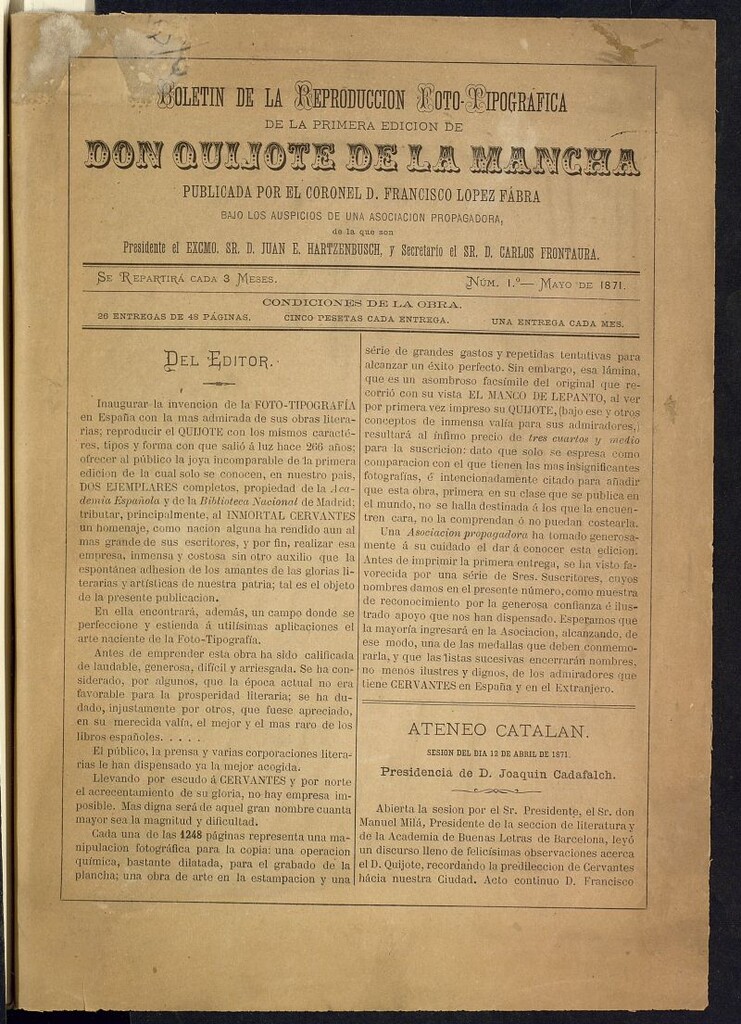 BOLETIN DE LA REPRODUCCION FOTO-TIPOGRÁFICA
DE LA PRIMERA EDICION DE
DON QUIJOTE DE LA MANCHA
PUBLICADA POR EL CORONEL D. FRANCISCO LOPEZ FÁBRA
BAJO LOS AUSPICIOS DE UNA ASOCIACION PROPAGADORA,
de la que son
Presidente el EXCMO. SR. D. JUAN E. HARTZENBUSCH, y Secretario el SR. D. CARLOS FRONTAURA.
SE REPARTIRÁ CADA 3 MESES. NÚM. 1.º— MAYO DE 1871.
CONDICIONES DE LA OBRA.
26 ENTREGAS DE 48 PÁGINAS. CINCO PESETAS CADA ENTREGA. UNA ENTREGA CADA MES.
DEL EDITOR.
Inaugurar la invencion de la FOTO-TIPOGRAFÍA
en España con la mas admirada de sus obras litera-
rias; reproducir el QUIJOTE con los mismos caracté-
res, tipos y forma con que salió á luz hace 266 años;
ofrecer al público la joya incomparable de la primera
edicion de la cual solo se conocen, en nuestro pais,
DOS EJEMPLARES completos, propiedad de la Aca-
demia Española y de la Biblioteca Nacional de Madrid;
tributar, principalmente, al INMORTAL CERVANTES
un homenaje, como nacion alguna ha rendido aun al
mas grande de sus escritores, y por fin, realizar esa
empresa, inmensa y costosa sin otro auxilio que la
espontánea adhesion de los amantes de las glorias li-
terarias y artísticas de nuestra patria; tal es el objeto
de la presente publicacion.
En ella encontrará, además, un campo donde se
perfeccione y estienda á utilísimas aplicaciones el
arte naciente de la Foto-Tipografía.
Antes de emprender esta obra ha sido calificada
de laudable, generosa, difícil y arriesgada. Se ha con-
siderado, por algunos, que la época actual no era
favorable para la prosperidad literaria; se ha du-
dado, injustamente por otros, que fuese apreciado,
en su merecida valía, el mejor y el mas raro de los
libros españoles. . . . .
El público, la prensa y varias corporaciones litera-
rias le han dispensado ya la mejor acogida.
Llevando por escudo á CERVANTES y por norte
el acrecentamiento de su gloria, no hay empresa im-
posible. Mas digna será de aquel gran nombre cuanta
mayor sea la magnitud y dificultad.
Cada una de las 1248 páginas representa una ma-
nipulacion fotográfica para la copia: una operacion
química, bastante dilatada, para el grabado de la
plancha; una obra de arte en la estampacion y una
série de grandes gastos y repetidas tentativas para
alcanzar un éxito perfecto. Sin embargo, esa lámina,
que es un asombroso facsímile del original que re-
corrió con su vista EL MANCO DE LEPANTO, al ver
por primera vez impreso su QUIJOTE, (bajo ese y otros
conceptos de inmensa valía para sus admiradores,)
resultará al ínfimo precio de tres cuartos y medio
para la suscricion: dato que solo se espresa como
comparacion con el que tienen las mas insignificantes
fotografías, é intencionadamente citado para añadir
que esta obra, primera en su clase que se publica en
el mundo, no se halla destinada á los que la encuen-
tren cara, no la comprendan ó no puedan costearla.
Una Asociacion propagadora ha tomado generosa-
mente á su cuidado el dar á conocer esta edicion.
Antes de imprimir la primera entrega, se ha visto fa-
vorecida por una série de Sres. Suscritores, cuyos
nombres damos en el presente número, como muestra
de reconocimiento por la generosa confianza é ilus-
trado apoyo que nos han dispensado. Esperamos que
la mayoría ingresará en la Asociacion, alcanzando, de
ese modo, una de las medallas que deben conmemo-
rarla, y que las listas sucesivas encerrarán nombres,
no menos ilustres y dignos, de los admiradores que
tiene CERVANTES en España y en el Extranjero.
ATENEO CATALAN.
SESION DEL DIA 12 DE ABRIL DE 1871.
Presidencia de D. Joaquin Cadafalch.
Abierta la sesion por el Sr. Presidente, el Sr. don
Manuel Milá, Presidente de la seccion de literatura y
de la Academia de Buenas Letras de Barcelona, leyó
un discurso lleno de felicísimas observaciones acerca
el D. Quijote, recordando la predileccion de Cervantes
hácia nuestra Ciudad. Acto continuo D. Francisco